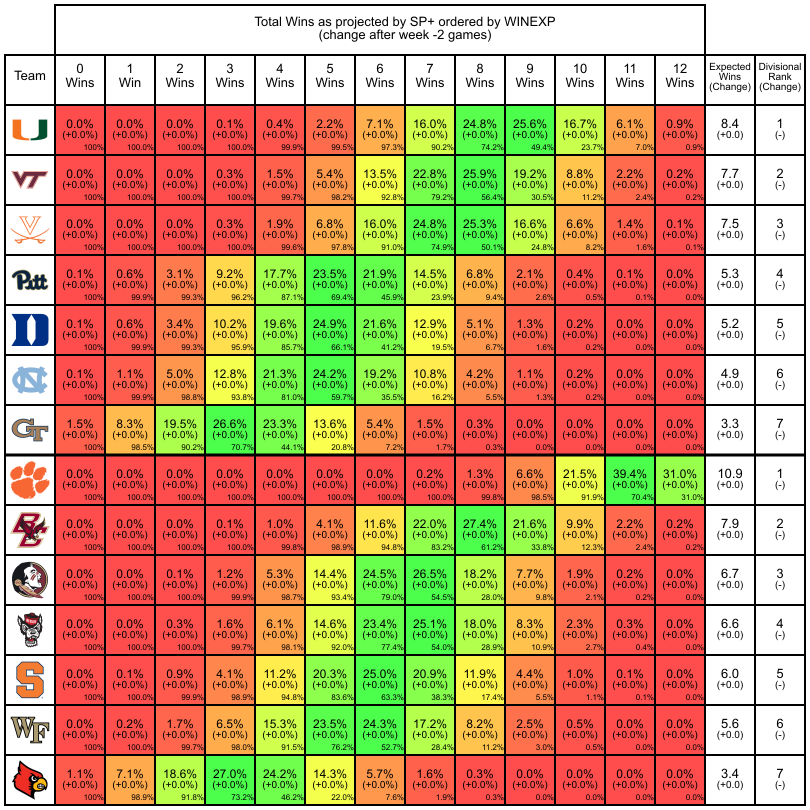 Total Wins as projected by SP+ ordered by WINEXP
(change after week -2 games)
Team 0 Wins 1 Win 2 Wins 3 Wins 4 Wins 5 Wins 6 Wins 7 Wins 8 Wins 9 Wins 10 Wins 11 Wins 12 Wins Expected Wins (Change) Divisional Rank (Change)
U 0.0% 0.0% 0.0% 0.1% 0.4% 2.2% 7.1% 16.0% 24.8% 25.6% 16.7% 6.1% 0.9% 8.4 1
(+0.0%) (+0.0%) (+0.0%) (+0.0%) (+0.0%) (+0.0%) (+0.0%) (+0.0%) (+0.0%) (+0.0%) (+0.0%) (+0.0%) (+0.0%) (+0.0) (-)
100% 100.0% 100.0% 100.0% 99.9% 99.5% 97.3% 90.2% 74.2% 49.4% 23.7% 7.0% 0.9%
VT 0.0% 0.0% 0.0% 0.3% 1.5% 5.4% 13.5% 22.8% 25.9% 19.2% 8.8% 2.2% 0.2% 7.7 2
(+0.0%) (+0.0%) (+0.0%) (+0.0%) (+0.0%) (+0.0%) (+0.0%) (+0.0%) (+0.0%) (+0.0%) (+0.0%) (+0.0%) (+0.0%) (+0.0) (-)
100% 100.0% 100.0% 100.0% 99.7% 98.2% 92.8% 79.2% 56.4% 30.5% 11.2% 2.4% 0.2%
V 0.0% 0.0% 0.0% 0.3% 1.9% 6.8% 16.0% 24.8% 25.3% 16.6% 6.6% 1.4% 0.1% 7.5 3
(+0.0%) (+0.0%) (+0.0%) (+0.0%) (+0.0%) (+0.0%) (+0.0%) (+0.0%) (+0.0%) (+0.0%) (+0.0%) (+0.0%) (+0.0%) (+0.0) (-)
100% 100.0% 100.0% 100.0% 99.6% 97.8% 91.0% 74.9% 50.1% 24.8% 8.2% 1.6% 0.1%
Pitt 0.1% 0.6% 3.1% 9.2% 17.7% 23.5% 21.9% 14.5% 6.8% 2.1% 0.4% 0.1% 0.0% 5.3 4
(+0.0%) (+0.0%) (+0.0%) (+0.0%) (+0.0%) (+0.0%) (+0.0%) (+0.0%) (+0.0%) (+0.0%) (+0.0%) (+0.0%) (+0.0%) (+0.0) (-)
100% 99.9% 99.3% 96.2% 87.1% 69.4% 45.9% 23.9% 9.4% 2.6% 0.5% 0.1% 0.0%
D 0.1% 0.6% 3.4% 10.2% 19.6% 24.9% 21.6% 12.9% 5.1% 1.3% 0.2% 0.0% 0.0% 5.2 5
(+0.0%) (+0.0%) (+0.0%) (+0.0%) (+0.0%) (+0.0%) (+0.0%) (+0.0%) (+0.0%) (+0.0%) (+0.0%) (+0.0%) (+0.0%) (+0.0) (-)
100% 99.9% 99.3% 95.9% 85.7% 66.1% 41.2% 19.5% 6.7% 1.6% 0.2% 0.0% 0.0%
NC 0.1% 1.1% 5.0% 12.8% 21.3% 24.2% 19.2% 10.8% 4.2% 1.1% 0.2% 0.0% 0.0% 4.9 6
(+0.0%) (+0.0%) (+0.0%) (+0.0%) (+0.0%) (+0.0%) (+0.0%) (+0.0%) (+0.0%) (+0.0%) (+0.0%) (+0.0%) (+0.0%) (+0.0) (-)
100% 99.9% 98.8% 93.8% 81.0% 59.7% 35.5% 16.2% 5.5% 1.3% 0.2% 0.0% 0.0%
GT 1.5% 8.3% 19.5% 26.6% 23.3% 13.6% 5.4% 1.5% 0.3% 0.0% 0.0% 0.0% 0.0% 3.3 7
(+0.0%) (+0.0%) (+0.0%) (+0.0%) (+0.0%) (+0.0%) (+0.0%) (+0.0%) (+0.0%) (+0.0%) (+0.0%) (+0.0%) (+0.0%) (+0.0) (-)
100% 98.5% 90.2% 70.7% 44.1% 20.8% 7.2% 1.7% 0.3% 0.0% 0.0% 0.0% 0.0%
0.0% 0.0% 0.0% 0.0% 0.0% 0.0% 0.0% 0.2% 1.3% 6.6% 21.5% 39.4% 31.0% 10.9 1
(+0.0%) (+0.0%) (+0.0%) (+0.0%) (+0.0%) (+0.0%) (+0.0%) (+0.0%) (+0.0%) (+0.0%) (+0.0%) (+0.0%) (+0.0%) (+0.0) (-)
100% 100.0% 100.0% 100.0% 100.0% 100.0% 100.0% 100.0% 99.8% 98.5% 91.9% 70.4% 31.0%
BC 0.0% 0.0% 0.0% 0.1% 1.0% 4.1% 11.6% 22.0% 27.4% 21.6% 9.9% 2.2% 0.2% 7.9 2
(+0.0%) (+0.0%) (+0.0%) (+0.0%) (+0.0%) (+0.0%) (+0.0%) (+0.0%) (+0.0%) (+0.0%) (+0.0%) (+0.0%) (+0.0%) (+0.0) (-)
100% 100.0% 100.0% 100.0% 99.8% 98.9% 94.8% 83.2% 61.2% 33.8% 12.3% 2.4% 0.2%
0.0% 0.0% 0.1% 1.2% 5.3% 14.4% 24.5% 26.5% 18.2% 7.7% 1.9% 0.2% 0.0% 6.7 3
(+0.0%) (+0.0%) (+0.0%) (+0.0%) (+0.0%) (+0.0%) (+0.0%) (+0.0%) (+0.0%) (+0.0%) (+0.0%) (+0.0%) (+0.0%) (+0.0) (-)
100% 100.0% 100.0% 99.9% 98.7% 93.4% 79.0% 54.5% 28.0% 9.8% 2.1% 0.2% 0.0%
0.0% 0.0% 0.3% 1.6% 6.1% 14.6% 23.4% 25.1% 18.0% 8.3% 2.3% 0.3% 0.0% 6.6 4
(+0.0%) (+0.0%) (+0.0%) (+0.0%) (+0.0%) (+0.0%) (+0.0%) (+0.0%) (+0.0%) (+0.0%) (+0.0%) (+0.0%) (+0.0%) (+0.0) (-)
100% 100.0% 100.0% 99.7% 98.1% 92.0% 77.4% 54.0% 28.9% 10.9% 2.7% 0.4% 0.0%
S 0.0% 0.1% 0.9% 4.1% 11.2% 20.3% 25.0% 20.9% 11.9% 4.4% 1.0% 0.1% 0.0% 6.0 5
(+0.0%) (+0.0%) (+0.0%) (+0.0%) (+0.0%) (+0.0%) (+0.0%) (+0.0%) (+0.0%) (+0.0%) (+0.0%) (+0.0%) (+0.0%) (+0.0) (-)
100% 100.0% 99.9% 98.9% 94.8% 83.6% 63.3% 38.3% 17.4% 5.5% 1.1% 0.1% 0.0%
WF 0.0% 0.2% 1.7% 6.5% 15.3% 23.5% 24.3% 17.2% 8.2% 2.5% 0.5% 0.0% 0.0% 5.6 6
(+0.0%) (+0.0%) (+0.0%) (+0.0%) (+0.0%) (+0.0%) (+0.0%) (+0.0%) (+0.0%) (+0.0%) (+0.0%) (+0.0%) (+0.0%) (+0.0) (-)
100% 100.0% 99.7% 98.0% 91.5% 76.2% 52.7% 28.4% 11.2% 3.0% 0.5% 0.0% 0.0%
1.1% 7.1% 18.6% 27.0% 24.2% 14.3% 5.7% 1.6% 0.3% 0.0% 0.0% 0.0% 0.0% 3.4 7
(+0.0%) (+0.0%) (+0.0%) (+0.0%) (+0.0%) (+0.0%) (+0.0%) (+0.0%) (+0.0%) (+0.0%) (+0.0%) (+0.0%) (+0.0%) (+0.0) (-)
100% 98.9% 91.8% 73.2% 46.2% 22.0% 7.6% 1.9% 0.3% 0.0% 0.0% 0.0% 0.0%